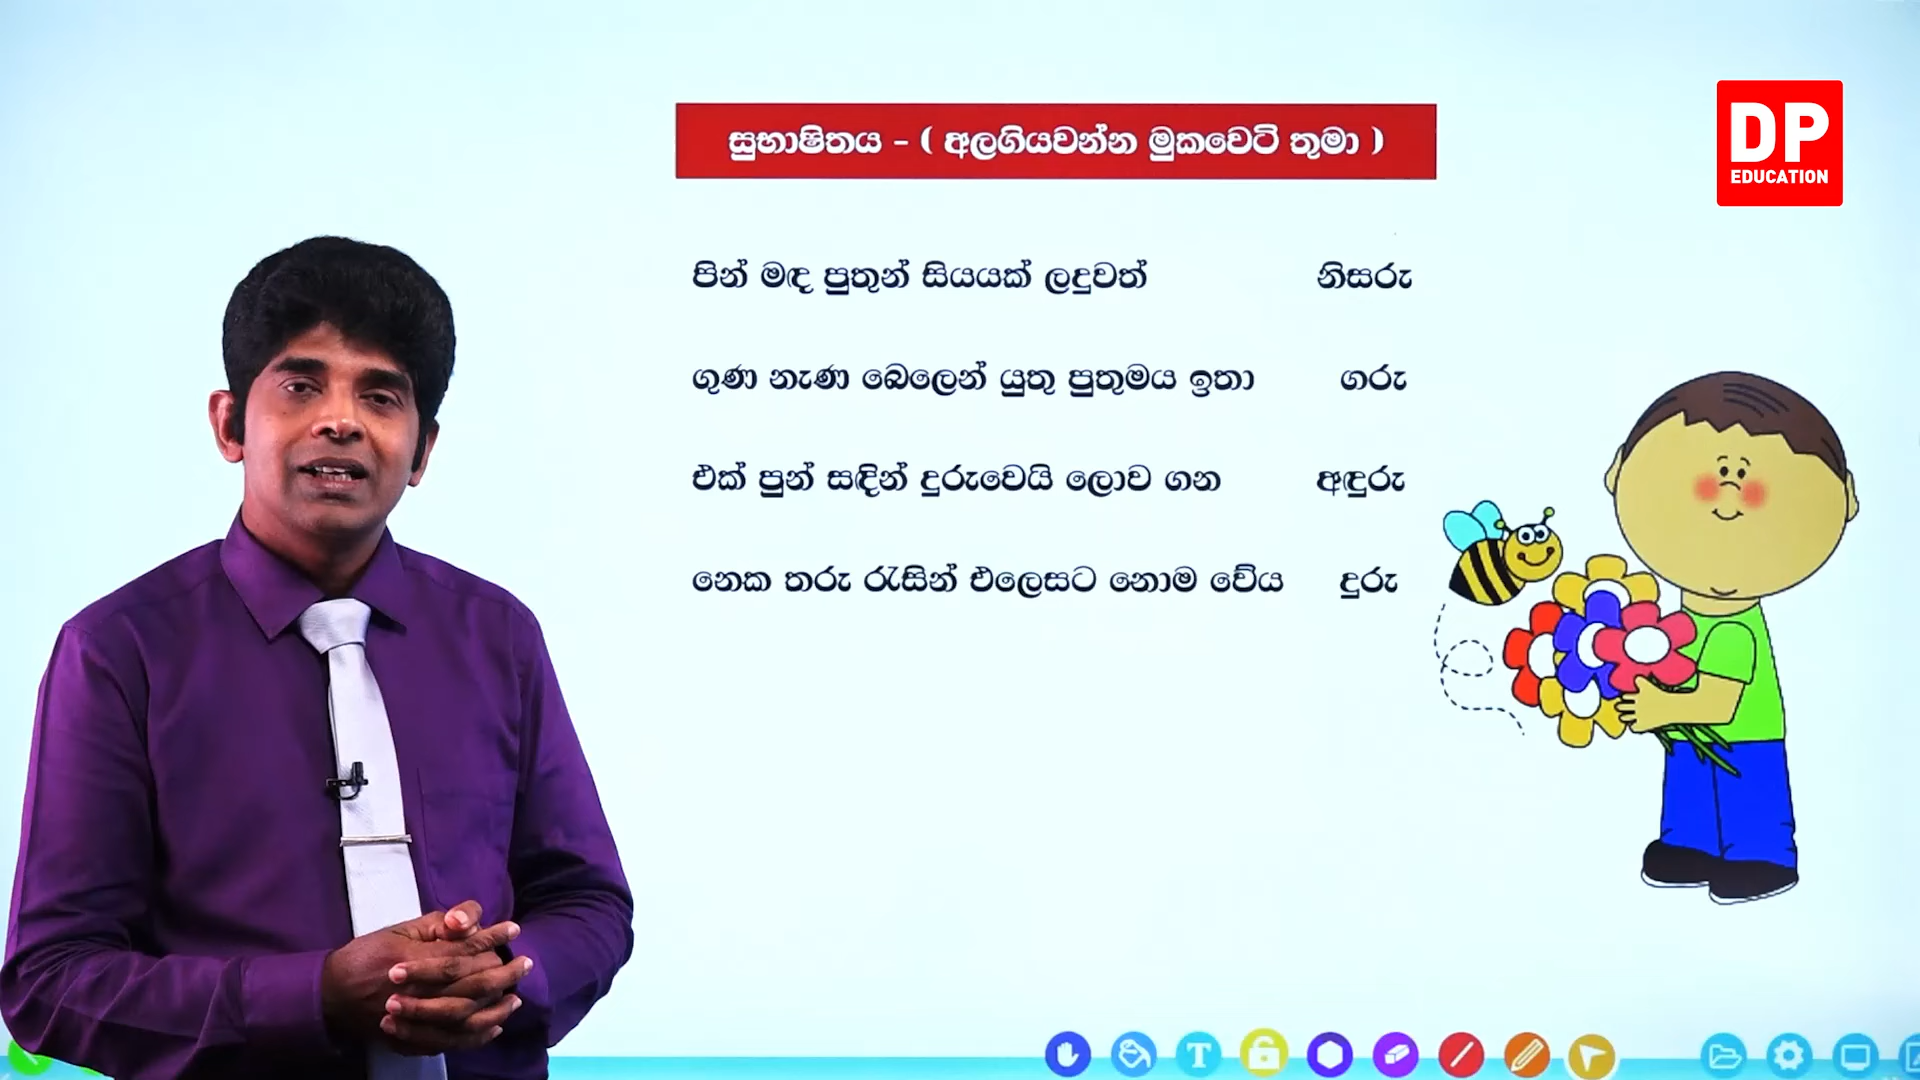 DP
EDUCATION
සුභාෂිතය - ( අලගියවන්න මුකවෙටි තුමා )
පින් මඳ පුතුන් සියයක් ලදුවත් නිසරු
ගුණ නැණ බෙලෙන් යුතු පුතුමය ඉතා ගරු
එක් පුන් සඳින් දුරුවෙයි ලොව ගන අඳුරු
නෙක තරු රැසින් එලෙසට නොම වේය දුරු
T